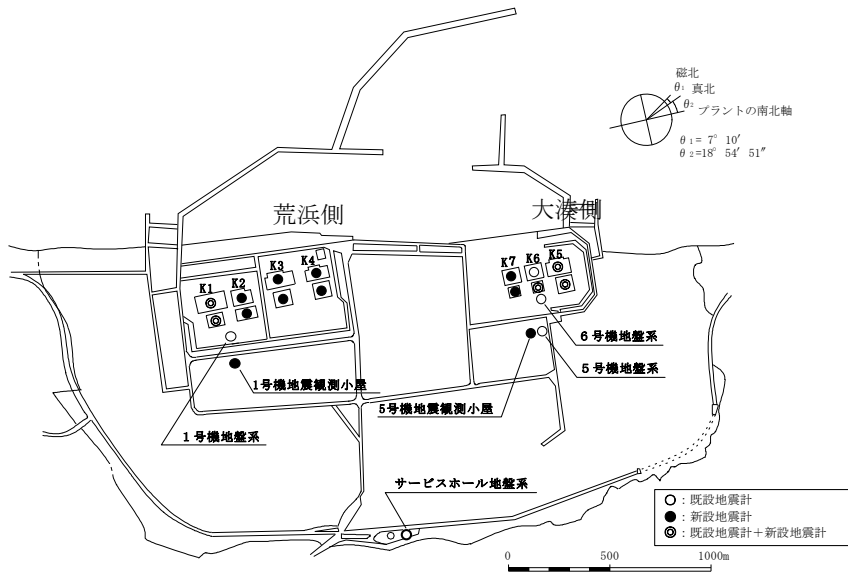 磁北
θ₁ 真北
θ₂ プラントの南北軸
θ₁= 7° 10′
θ₂=18° 54′ 51″
荒浜側
大湊側
K1
K2
K3
K4
K7
K6
K5
6号機地盤系
5号機地盤系
1号機地震観測小屋
5号機地震観測小屋
1号機地盤系
サービスホール地盤系
○ : 既設地震計
● : 新設地震計
◎ : 既設地震計＋新設地震計
0 500 1000m